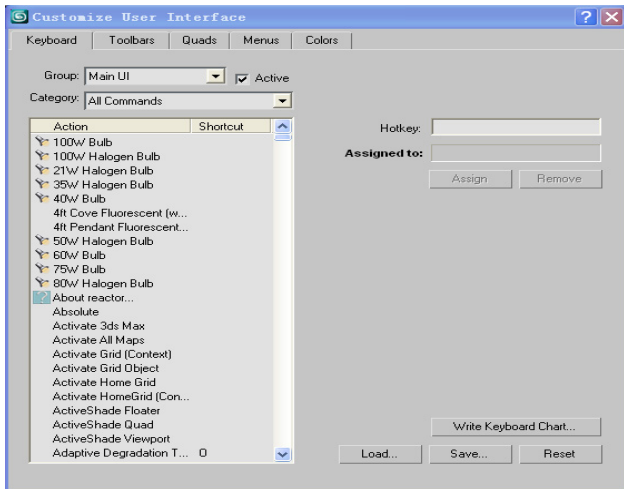 Customize User Interface
Keyboard Toolbars Quads Menus Colors
Group: Main UI Active
Category: All Commands
Action Shortcut
100W Bulb
100W Halogen Bulb
21W Halogen Bulb
35W Halogen Bulb
40W Bulb
4ft Cove Fluorescent (w...
4ft Pendant Fluorescent...
50W Halogen Bulb
60W Bulb
75W Bulb
80W Halogen Bulb
About reactor...
Absolute
Activate 3ds Max
Activate All Maps
Activate Grid (Context)
Activate Grid Object
Activate Home Grid
Activate HomeGrid (Con...
ActiveShade Floater
ActiveShade Quad
ActiveShade Viewport
Adaptive Degradation T... O
Hotkey:
Assigned to:
Assign Remove
Write Keyboard Chart...
Load... Save... Reset